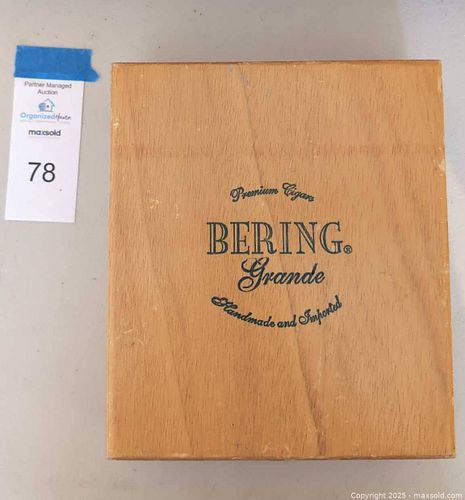 Partner Managed
Auction
OrganizedHaven
maxsold
78
Premium Cigars
BERING®
Grande
Handmade and Imported
Copyright 2025 - maxsold.com